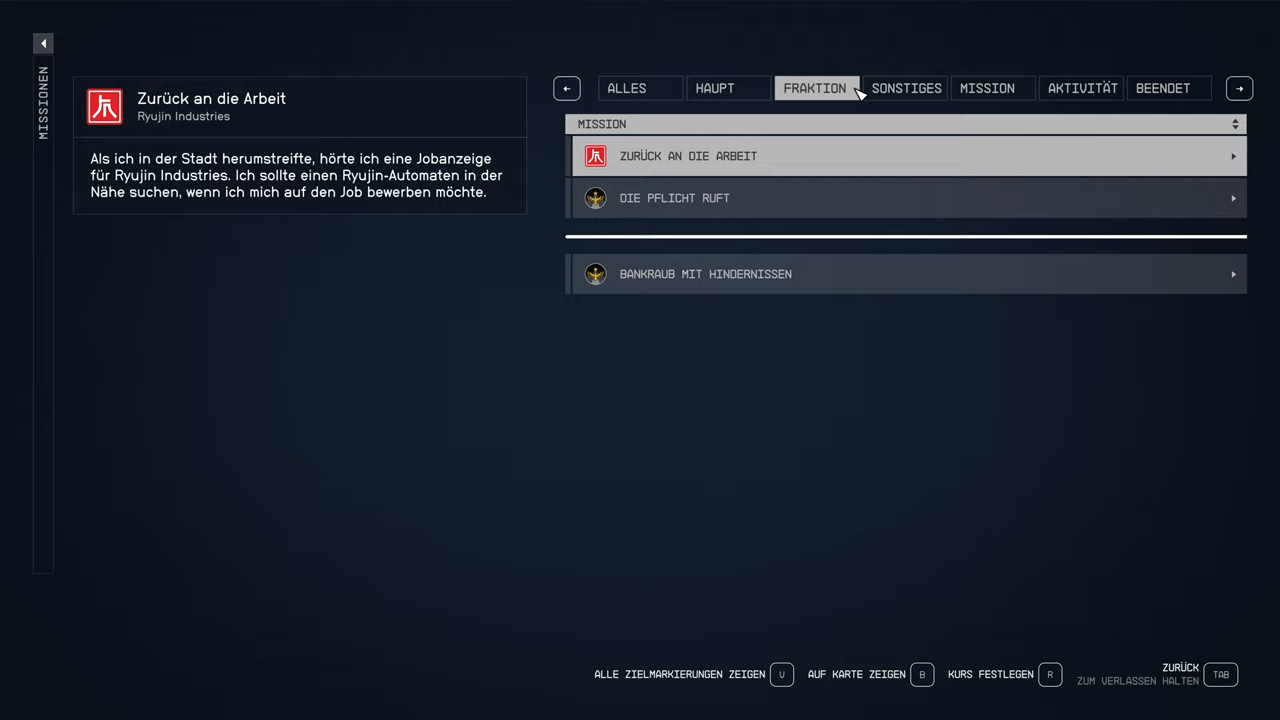 MISSIONEN
Zurück an die Arbeit
Ryujin Industries
Als ich in der Stadt herumstreifte, hörte ich eine Jobanzeige
für Ryujin Industries. Ich sollte einen Ryujin-Automaten in der
Nähe suchen, wenn ich mich auf den Job bewerben möchte.
ALLES HAUPT FRAKTION SONSTIGES MISSION AKTIVITÄT BEENDET
MISSION
ZURÜCK AN DIE ARBEIT
DIE PFLICHT RUFT
BANKRAUB MIT HINDERNISSEN
ALLE ZIELMARKIERUNGEN ZEIGEN V AUF KARTE ZEIGEN B KURS FESTLEGEN R ZURÜCK TAB
ZUM VERLASSEN HALTEN